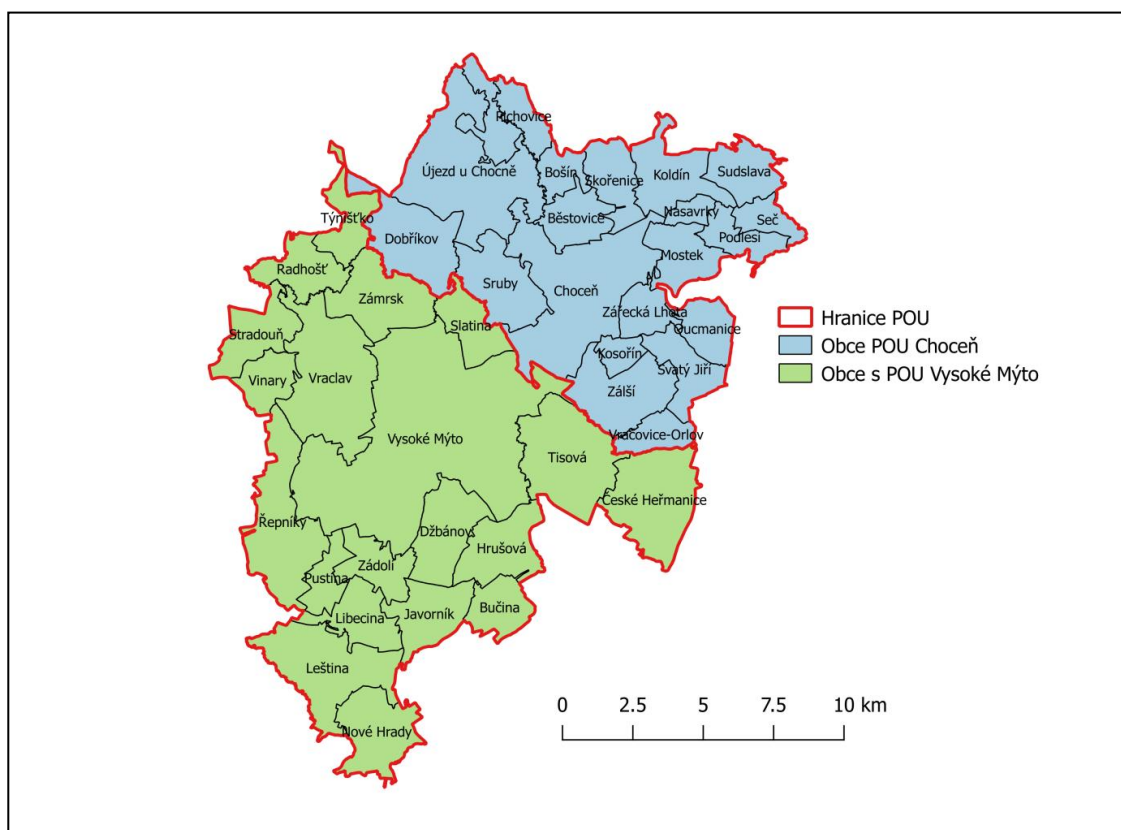 Plchovice
Újezd u Chocně
Bošín
Skořenice
Koldín
Sudslava
Týnišťko
Dobříkov
Běstovice
Nasavrky
Seč
Podlesí
Radhošť
Mostek
Zámrsk
Sruby
Choceň
Stradouň
Slatina
Zářecká Lhota
Oucmanice
Hranice POU
Obce POU Choceň
Obce s POU Vysoké Mýto
Vinary
Vraclav
Kosořín
Svatý Jiří
Zálší
Vysoké Mýto
Vračovice-Orlov
Tisová
České Heřmanice
Řepníky
Džbánov
Hrušová
Pustina
Zádolí
Libecina
Javorník
Bučina
Leština
Nové Hrady
0 2.5 5 7.5 10 km